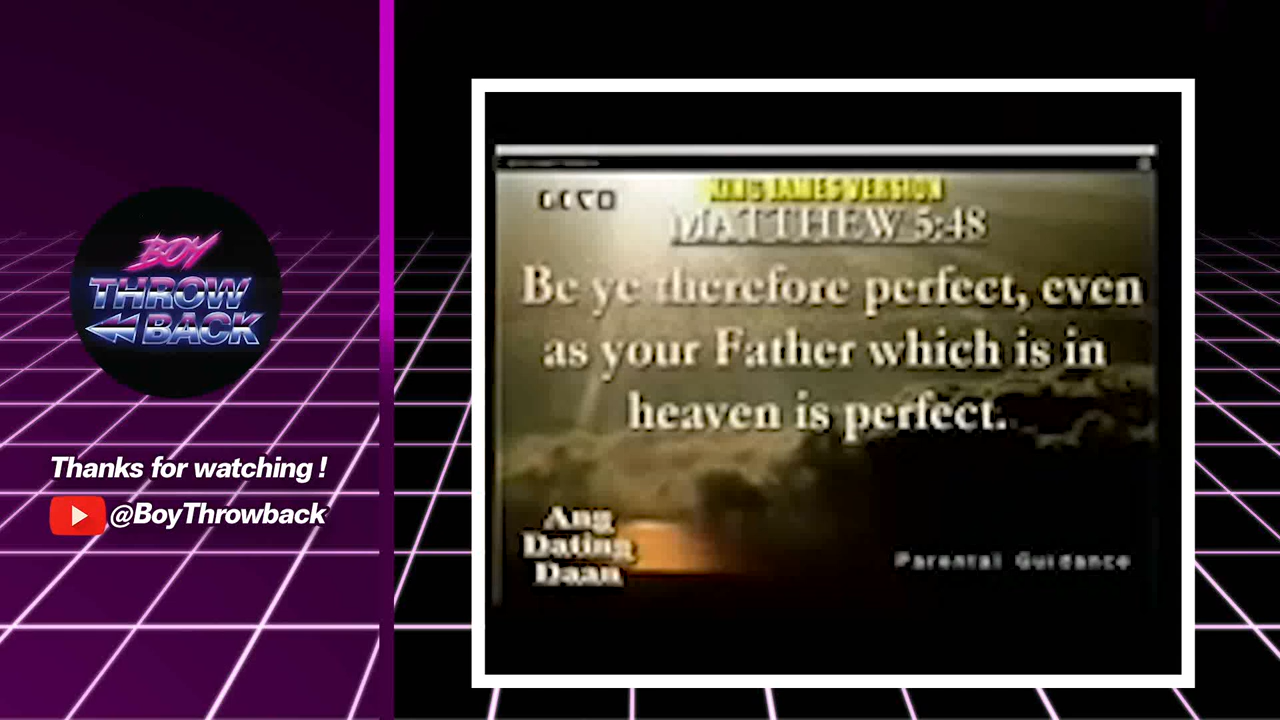 BOY
THROW
BACK
Thanks for watching !
@BoyThrowback
KING JAMES VERSION
MATTHEW 5:48
Be ye therefore perfect, even
as your Father which is in
heaven is perfect.
Ang
Dating
Daan
Parental Guidance